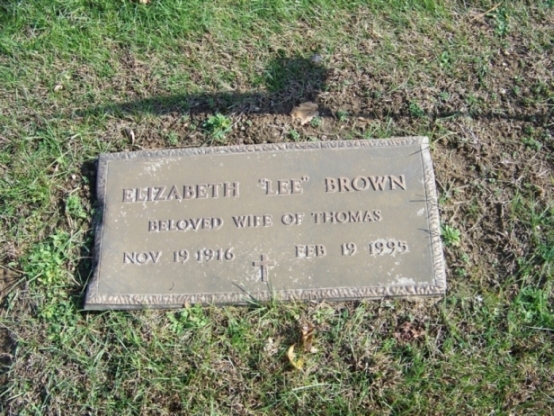 ELIZABETH "LEE" BROWN
BELOVED WIFE OF THOMAS
NOV 19 1916 FEB 19 1995